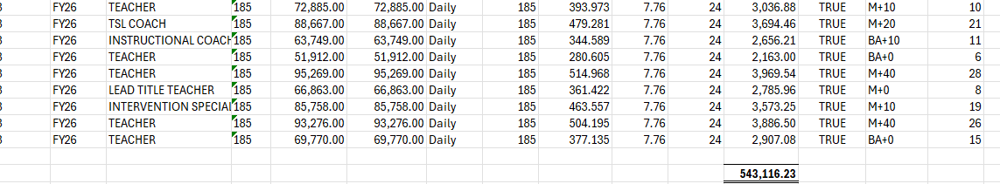 3 FY26 TEACHER 185 72,885.00 72,885.00 Daily 185 393.973 7.76 24 3,036.88 TRUE M+10 10
3 FY26 TSL COACH 185 88,667.00 88,667.00 Daily 185 479.281 7.76 24 3,694.46 TRUE M+20 21
3 FY26 INSTRUCTIONAL COACH 185 63,749.00 63,749.00 Daily 185 344.589 7.76 24 2,656.21 TRUE BA+10 11
3 FY26 TEACHER 185 51,912.00 51,912.00 Daily 185 280.605 7.76 24 2,163.00 TRUE BA+0 6
3 FY26 TEACHER 185 95,269.00 95,269.00 Daily 185 514.968 7.76 24 3,969.54 TRUE M+40 28
3 FY26 LEAD TITLE TEACHER 185 66,863.00 66,863.00 Daily 185 361.422 7.76 24 2,785.96 TRUE M+0 8
3 FY26 INTERVENTION SPECIAL 185 85,758.00 85,758.00 Daily 185 463.557 7.76 24 3,573.25 TRUE M+10 19
3 FY26 TEACHER 185 93,276.00 93,276.00 Daily 185 504.195 7.76 24 3,886.50 TRUE M+40 26
3 FY26 TEACHER 185 69,770.00 69,770.00 Daily 185 377.135 7.76 24 2,907.08 TRUE BA+0 15
543,116.23